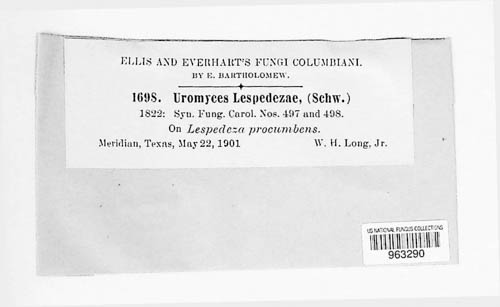 ELLIS AND EVERHART'S FUNGI COLUMBIANI.
BY E. BARTHOLOMEW.
1698. Uromyces Lespedezae, (Schw.)
1822: Syn. Fung. Carol. Nos. 497 and 498.
On Lespedeza procumbens.
Meridian, Texas, May 22, 1901 W. H. Long, Jr.
US NATIONAL FUNGUS COLLECTIONS
963290